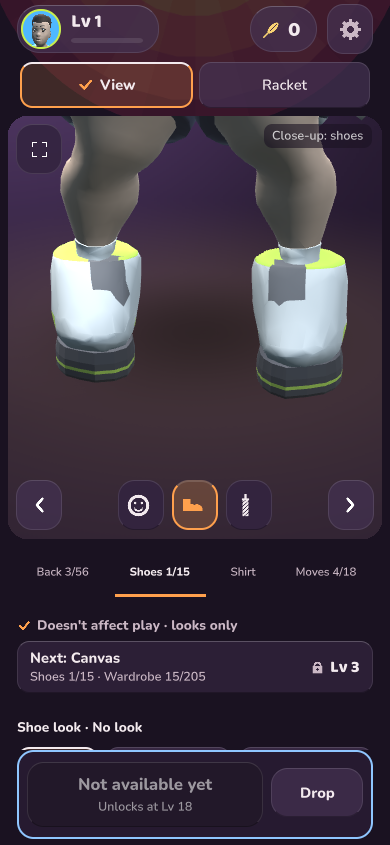 Lv 1
0
View
Racket
Close-up: shoes
Back 3/56
Shoes 1/15
Shirt
Moves 4/18
Doesn't affect play · looks only
Next: Canvas
Shoes 1/15 · Wardrobe 15/205
Lv 3
Shoe look · No look
Not available yet
Unlocks at Lv 18
Drop